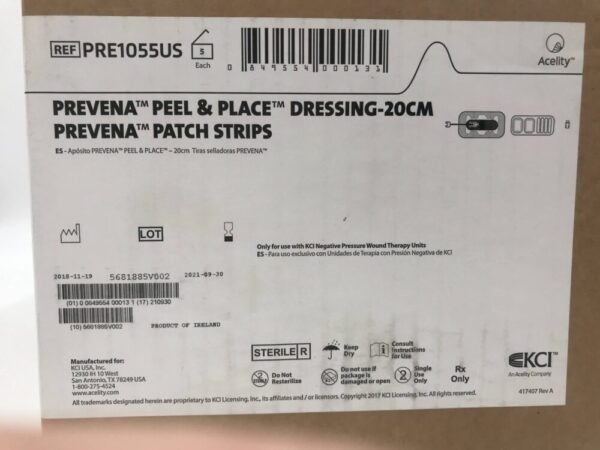 REF PRE1055US
5
Each
0 849554 000131
Acelity™
PREVENA™ PEEL & PLACE™ DRESSING-20CM
PREVENA™ PATCH STRIPS
ES - Apósito PREVENA™ PEEL & PLACE™ – 20cm Tiras selladoras PREVENA™
LOT
Only for use with KCI Negative Pressure Wound Therapy Units
ES - Para uso exclusivo con Unidades de Terapia con Presión Negativa de KCI
2018-11-19 5681885V002 2021-09-30
(01) 0 0849554 00013 1 (17) 210930
(10) 5681885V002
PRODUCT OF IRELAND
Manufactured for:
KCI USA, Inc.
12930 IH 10 West
San Antonio, TX 78249 USA
1-800-275-4524
www.acelity.com
STERILE R
Keep Dry
Consult Instructions for Use
2
Do Not Resterilize
Do not use if package is damaged or open
2
Single Use Only
Rx Only
KCI™
An Acelity Company
All trademarks designated herein are proprietary to KCI Licensing, Inc., its affiliates and / or licensors. Copyright 2017 KCI Licensing, Inc. All rights reserved.
417407 Rev A